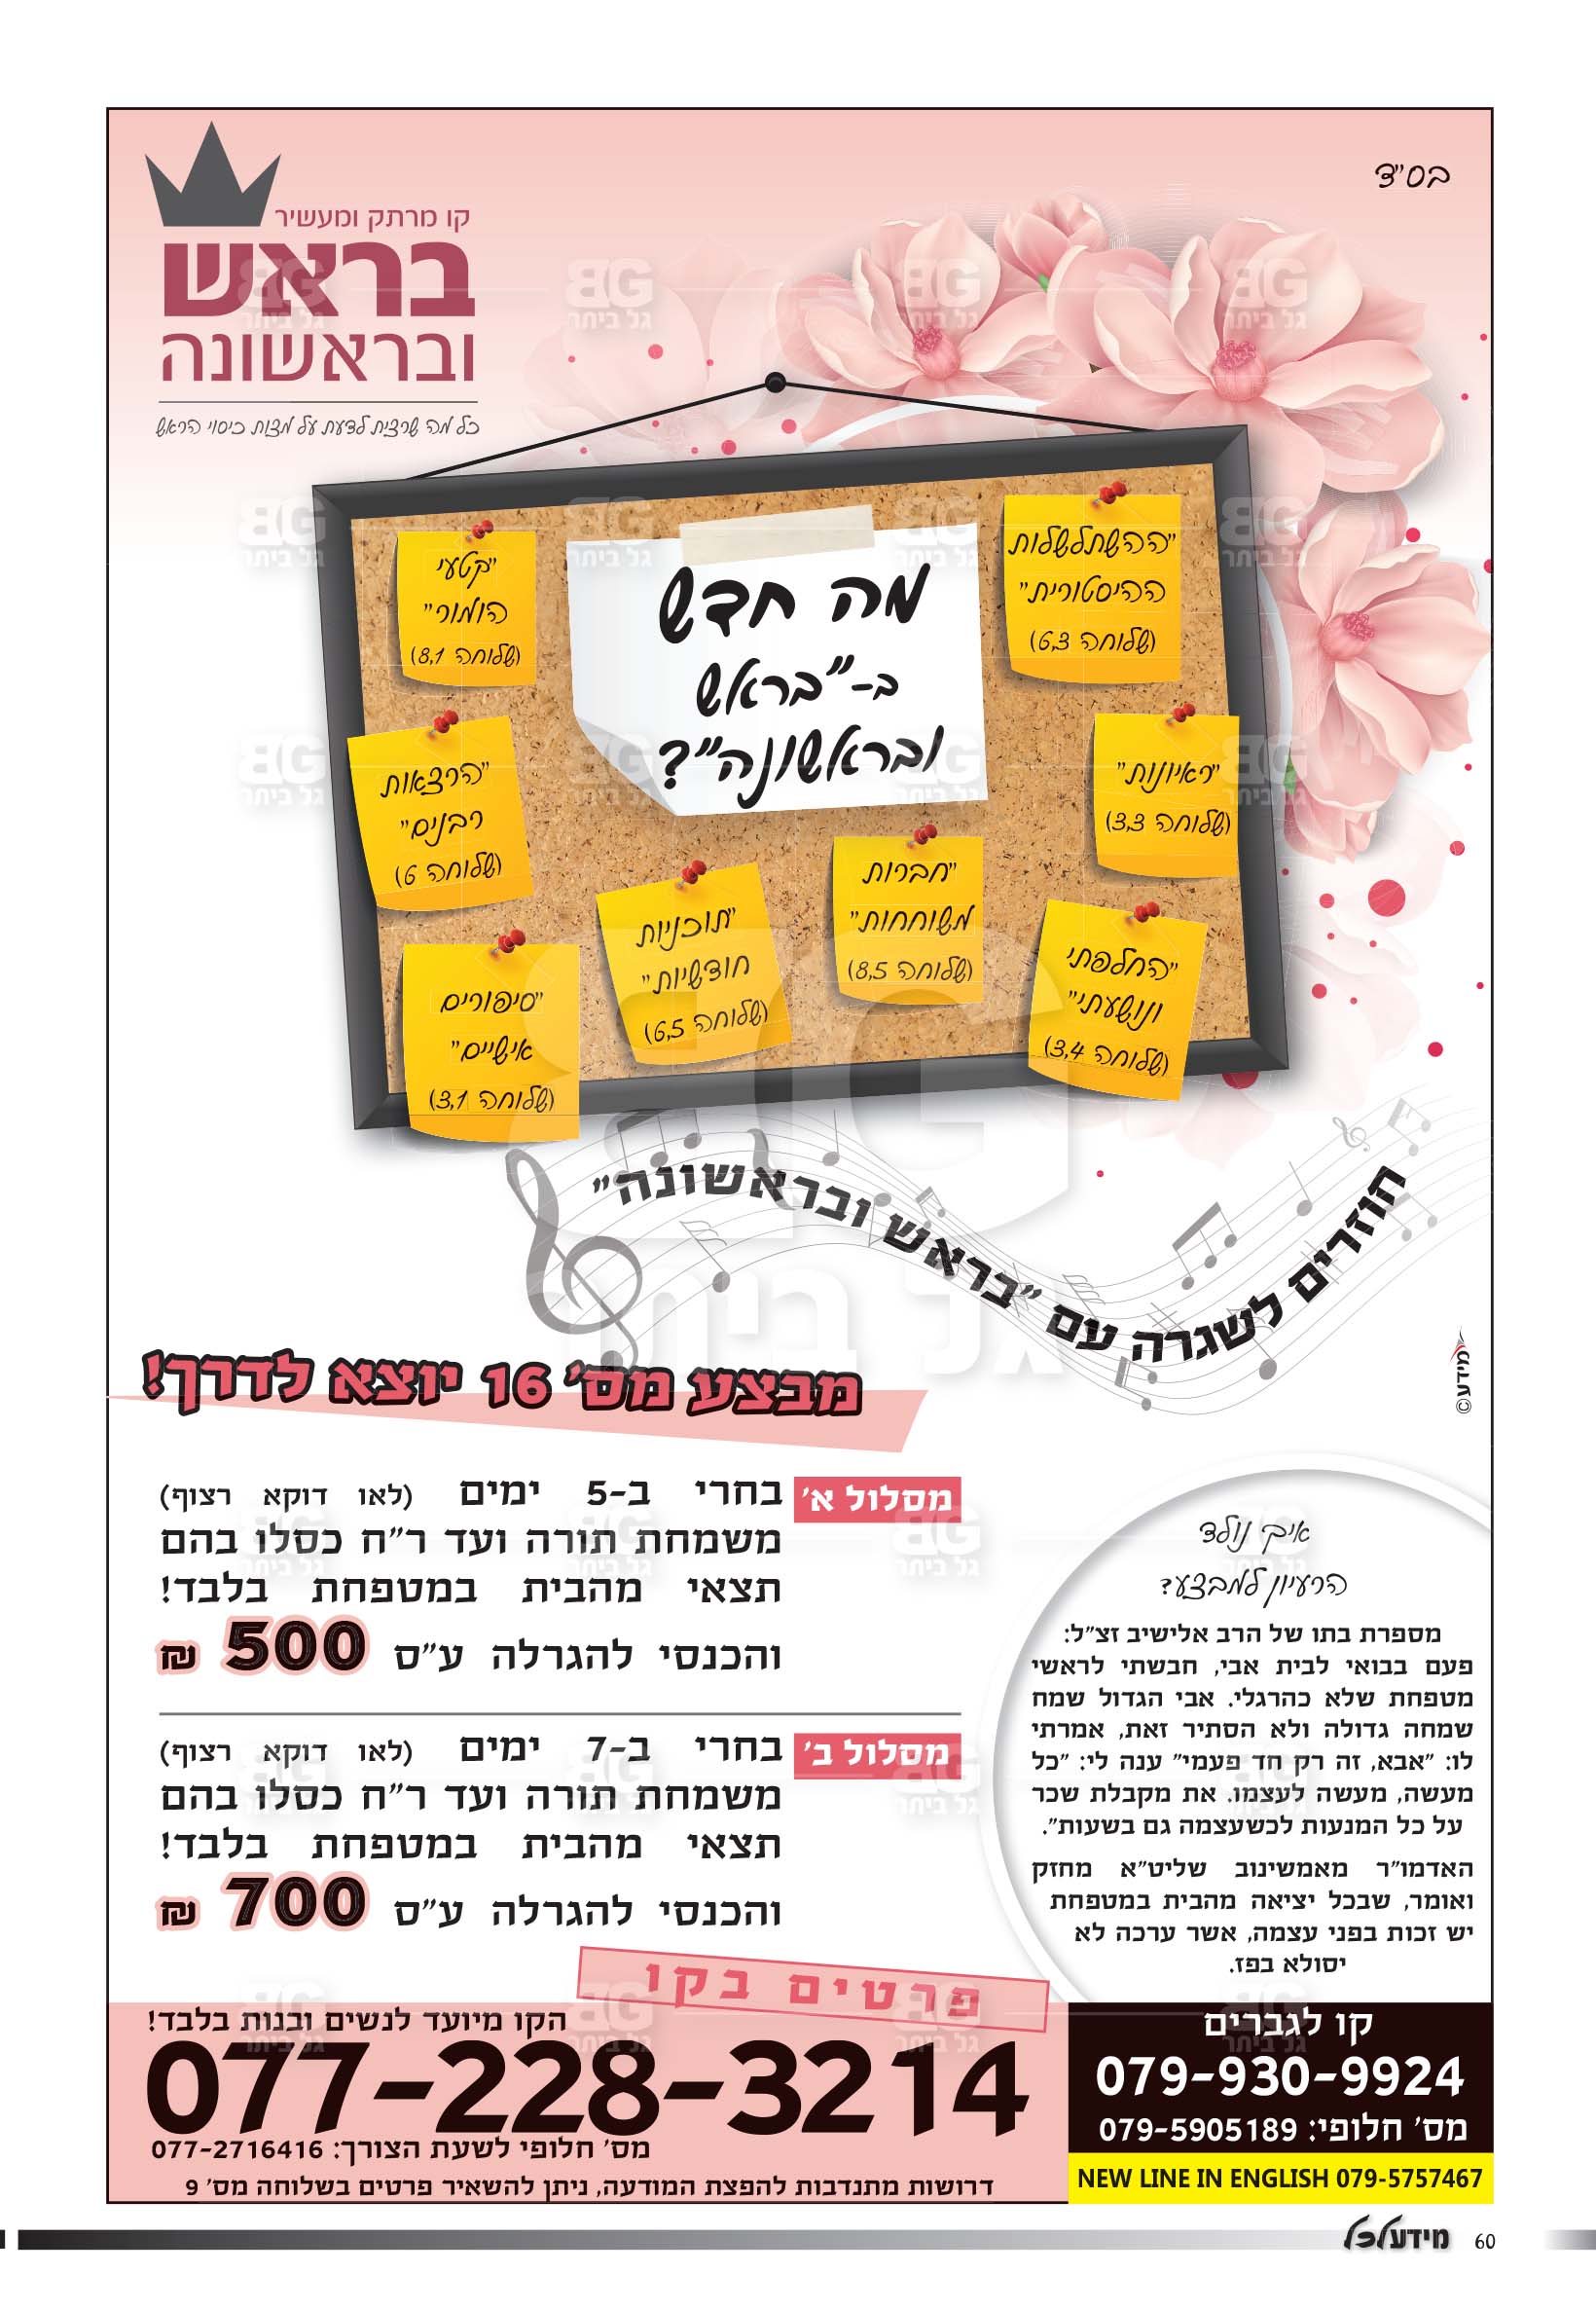 בס"ד
קו מרתק ומעשיר
בראש
ובראשונה
כל מה שרצית לדעת על מצות כיסוי הראש
"ההשתלשלות
ההיסטורית"
(שלוחה 6,3)
מה חדש
ב-"בראש
ובראשונה"?
"קטעי
הומור"
(שלוחה 8,1)
"ראיונות"
(שלוחה 3,3)
"הרצאות
רבנים"
(שלוחה 6)
"החלפתי
ונושעתי"
(שלוחה 3,4)
"חברות
משוחחות"
(שלוחה 8,5)
"תוכניות
חודשיות"
(שלוחה 6,5)
"סיפורים
אישיים"
(שלוחה 3,1)
חוזרים לשגרה עם "בראש ובראשונה"
©מידע
מבצע מס' 16 יוצא לדרך!
מסלול א'
בחרי ב-5 ימים (לאו דוקא רצוף)
משמחת תורה ועד ר"ח כסלו בהם
תצאי מהבית במטפחת בלבד!
והכנסי להגרלה ע"ס 500 ₪
מסלול ב'
בחרי ב-7 ימים (לאו דוקא רצוף)
משמחת תורה ועד ר"ח כסלו בהם
תצאי מהבית במטפחת בלבד!
והכנסי להגרלה ע"ס 700 ₪
איך נולד
הרעיון למבצע?
מספרת בתו של הרב אלישיב זצ"ל:
פעם בבואי לבית אבי, חבשתי לראשי
מטפחת שלא כהרגלי. אבי הגדול שמח
שמחה גדולה ולא הסתיר זאת, אמרתי
לו: "אבא, זה רק חד פעמי" ענה לי: "כל
מעשה, מעשה לעצמו. את מקבלת שכר
על כל המנעות לכשעצמה גם בשעות".
האדמו"ר מאמשינוב שליט"א מחזק
ואומר, שבכל יציאה מהבית במטפחת
יש זכות בפני עצמה, אשר ערכה לא
יסולא בפז.
פרטים בקו
הקו מיועד לנשים ובנות בלבד!
077-228-3214
מס' חלופי לשעת הצורך: 077-2716416
דרושות מתנדבות להפצת המודעה, ניתן להשאיר פרטים בשלוחה מס' 9
קו לגברים
079-930-9924
מס' חלופי: 079-5905189
NEW LINE IN ENGLISH 079-5757467
BG
גל ביתר
60 מידע לכל